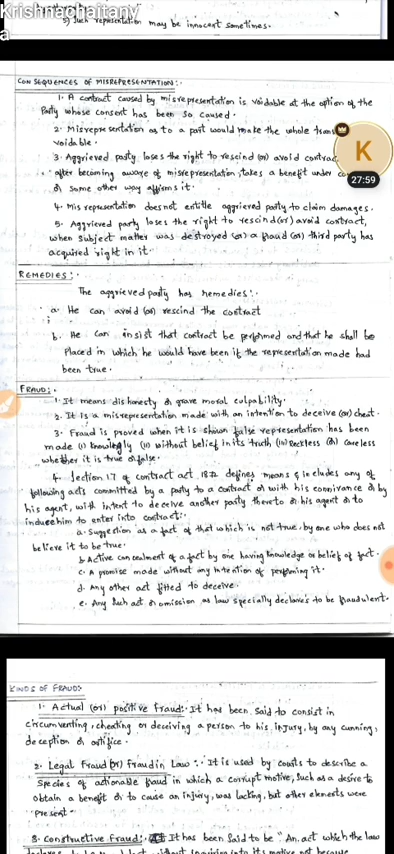 Krishnachaitany
a
5) Such representation may be innocent sometimes.
CONSEQUENCES OF MISREPRESENTATION:.
1. A contract caused by misrepresentation is voidable at the option of the
Party whose consent has been so caused.
2. Misrepresentation as to a part would make the whole trans
voidable.
3. Aggrieved party loses the right to rescind (or) avoid contrac
K
after becoming aware of misrepresentation, takes a benefit under co
27:59
or some other way affirms it.
4. Misrepresentation doesnot entitle aggrieved party to claim damages.
5. Aggrieved party loses the right to rescind (or) avoid contract,
when subject matter was destroyed (or) a fraud (or) third party has
acquired right in it.
REMEDIES:.
The aggrieved party has remedies:.
a. He can avoid (or) rescind the contract
b. He can insist that contract be performed and that he shall be
placed in which he would have been if the representation made had
been true.
FRAUD:.
1. It means dishonesty or grave moral culpability.
2. It is a misrepresentation made with an intention to deceive (or) cheat.
3. Fraud is proved when it is shown false representation has been
made (i) knowingly (ii) without belief in its truth (iii) Reckless (or) careless
whether it is true or false.
4. Section 17 of contract act 1872 defines means & includes any of
following acts committed by a party to a contract or with his connivance or by
his agent, with intent to deceive another party thereto or his agent or to
induce him to enter into contract:.
a. Suggestion as a fact of that which is not true, by one who does not
believe it to be true.
b. Active concealment of a fact by one having knowledge or belief of fact.
c. A promise made without any intention of performing it.
d. Any other act fitted to deceive.
e. Any such act or omission as law specially declares to be fraudulent.
KINDS OF FRAUD:
1. Actual (or) positive fraud:. It has been said to consist in
circumventing, cheating or deceiving a person to his injury, by any cunning,
deception or artifice.
2. Legal Fraud (or) Fraud in Law:. It is used by courts to describe a
species of actionable fraud in which a corrupt motive, such as a desire to
obtain a benefit or to cause an injury, was lacking, but other elements were
present.
3. Constructive Fraud:. It has been said to be "An act which the law
without inquiring into its motive not because